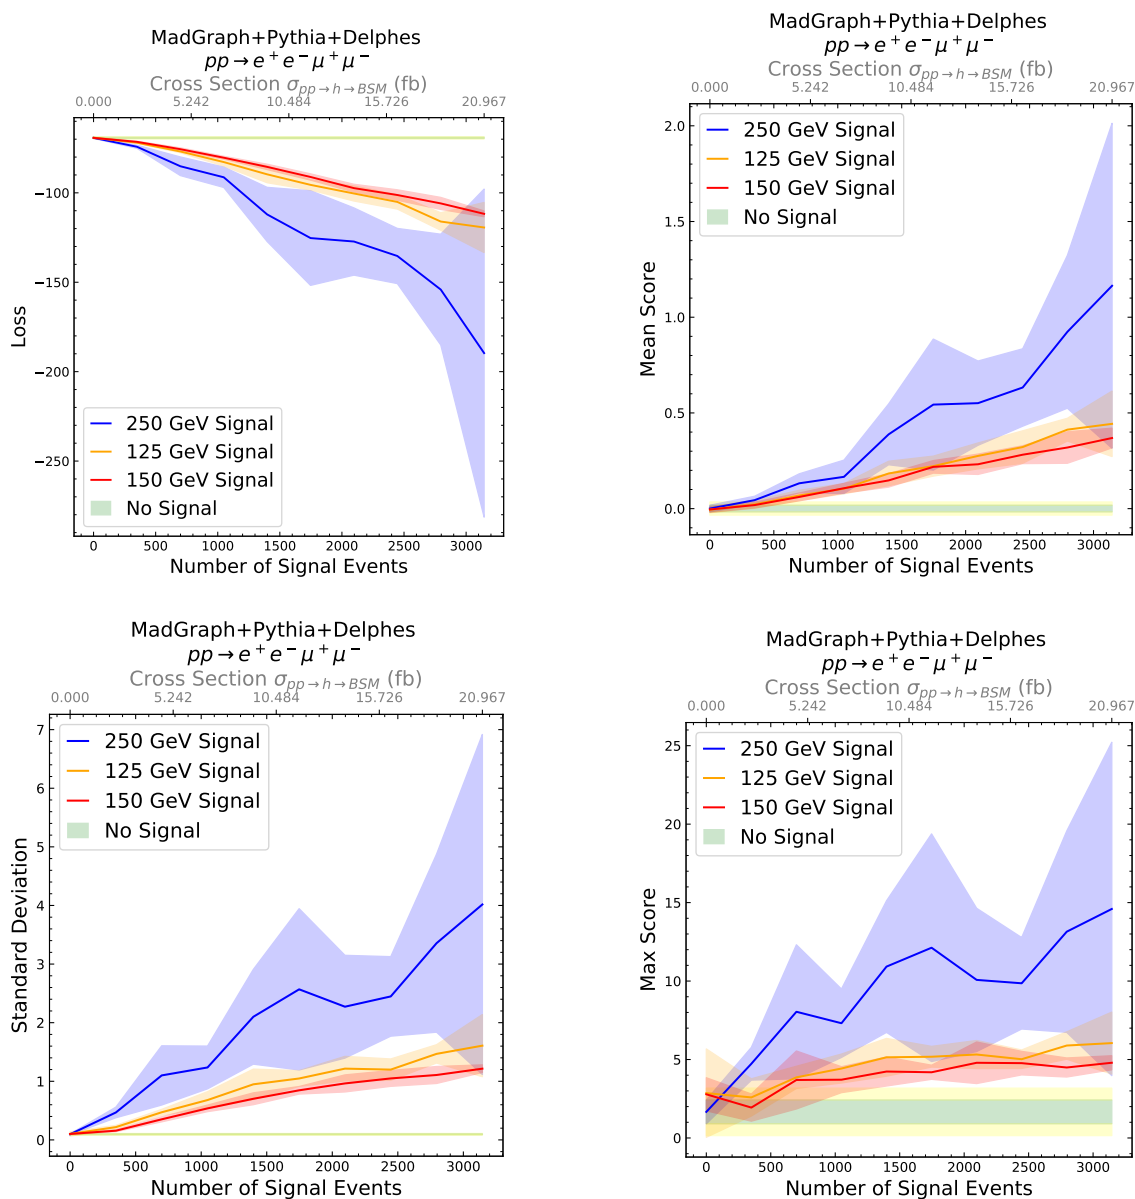 MadGraph+Pythia+Delphes
pp → e⁺e⁻μ⁺μ⁻
Cross Section σpp→h→BSM (fb)
0.000 5.242 10.484 15.726 20.967
−100
−150
−200
−250
Loss
250 GeV Signal
125 GeV Signal
150 GeV Signal
No Signal
0 500 1000 1500 2000 2500 3000
Number of Signal Events
MadGraph+Pythia+Delphes
pp → e⁺e⁻μ⁺μ⁻
Cross Section σpp→h→BSM (fb)
0.000 5.242 10.484 15.726 20.967
2.0
1.5
1.0
0.5
0.0
Mean Score
250 GeV Signal
125 GeV Signal
150 GeV Signal
No Signal
0 500 1000 1500 2000 2500 3000
Number of Signal Events
MadGraph+Pythia+Delphes
pp → e⁺e⁻μ⁺μ⁻
Cross Section σpp→h→BSM (fb)
0.000 5.242 10.484 15.726 20.967
7
6
5
4
3
2
1
0
Standard Deviation
250 GeV Signal
125 GeV Signal
150 GeV Signal
No Signal
0 500 1000 1500 2000 2500 3000
Number of Signal Events
MadGraph+Pythia+Delphes
pp → e⁺e⁻μ⁺μ⁻
Cross Section σpp→h→BSM (fb)
0.000 5.242 10.484 15.726 20.967
25
20
15
10
5
0
Max Score
250 GeV Signal
125 GeV Signal
150 GeV Signal
No Signal
0 500 1000 1500 2000 2500 3000
Number of Signal Events